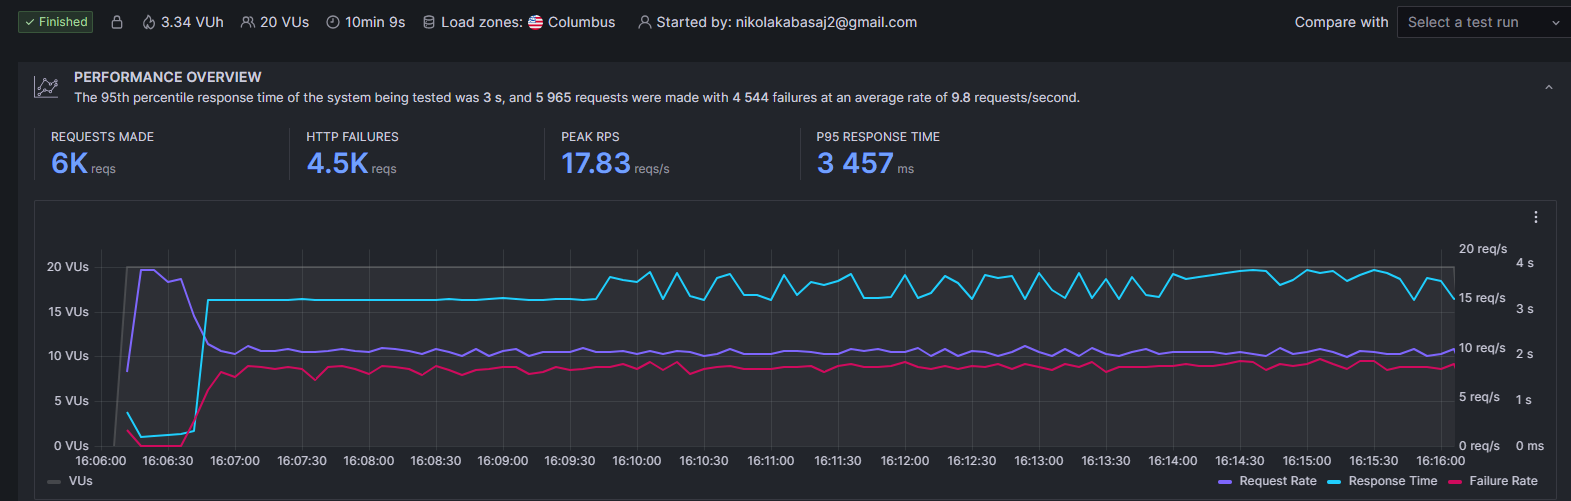 Finished 3.34 VUh 20 VUs 10min 9s Load zones: Columbus Started by: nikolakabasaj2@gmail.com Compare with Select a test run
PERFORMANCE OVERVIEW
The 95th percentile response time of the system being tested was 3 s, and 5 965 requests were made with 4 544 failures at an average rate of 9.8 requests/second.
REQUESTS MADE HTTP FAILURES PEAK RPS P95 RESPONSE TIME
6K reqs 4.5K reqs 17.83 reqs/s 3 457 ms
20 req/s
20 VUs 4 s
15 VUs 15 req/s 3 s
10 VUs 10 req/s 2 s
5 VUs 5 req/s 1 s
0 VUs 0 req/s 0 ms
16:06:00 16:06:30 16:07:00 16:07:30 16:08:00 16:08:30 16:09:00 16:09:30 16:10:00 16:10:30 16:11:00 16:11:30 16:12:00 16:12:30 16:13:00 16:13:30 16:14:00 16:14:30 16:15:00 16:15:30 16:16:00
VUs Request Rate Response Time Failure Rate